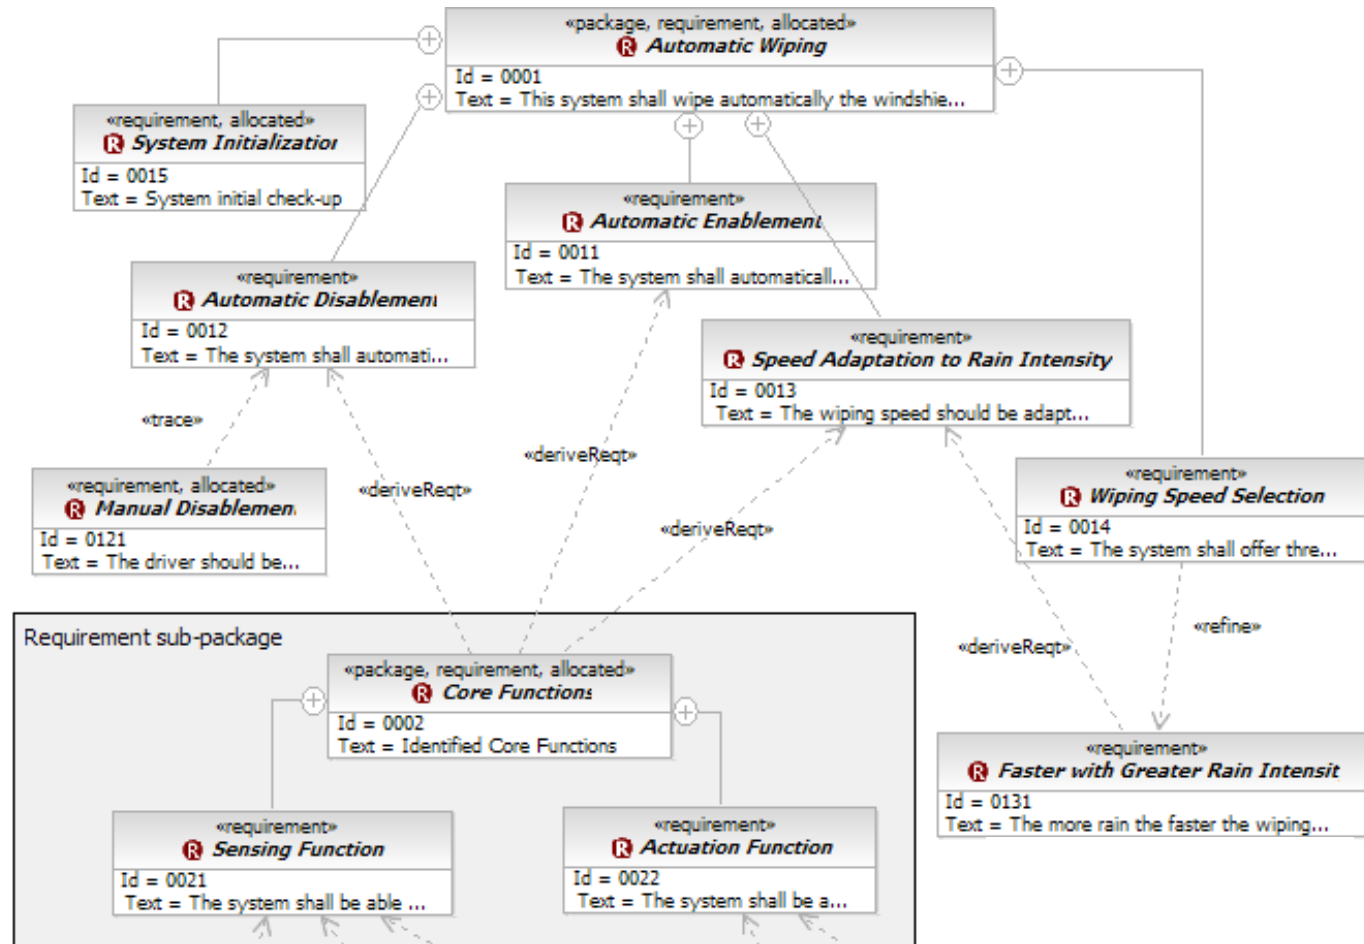 «package, requirement, allocated»
R Automatic Wiping
Id = 0001
Text = This system shall wipe automatically the windshie...
«requirement, allocated»
R System Initialization
Id = 0015
Text = System initial check-up
«requirement»
R Automatic Enablement
Id = 0011
Text = The system shall automaticall...
«requirement»
R Automatic Disablement
Id = 0012
Text = The system shall automati...
«requirement»
R Speed Adaptation to Rain Intensity
Id = 0013
Text = The wiping speed should be adapt...
«trace»
«deriveReqt»
«deriveReqt»
«deriveReqt»
«requirement, allocated»
R Manual Disablemen
Id = 0121
Text = The driver should be...
«requirement»
R Wiping Speed Selection
Id = 0014
Text = The system shall offer thre...
«refine»
«deriveReqt»
Requirement sub-package
«package, requirement, allocated»
R Core Functions
Id = 0002
Text = Identified Core Functions
«requirement»
R Faster with Greater Rain Intensit
Id = 0131
Text = The more rain the faster the wiping...
«requirement»
R Sensing Function
Id = 0021
Text = The system shall be able ...
«requirement»
R Actuation Function
Id = 0022
Text = The system shall be a...